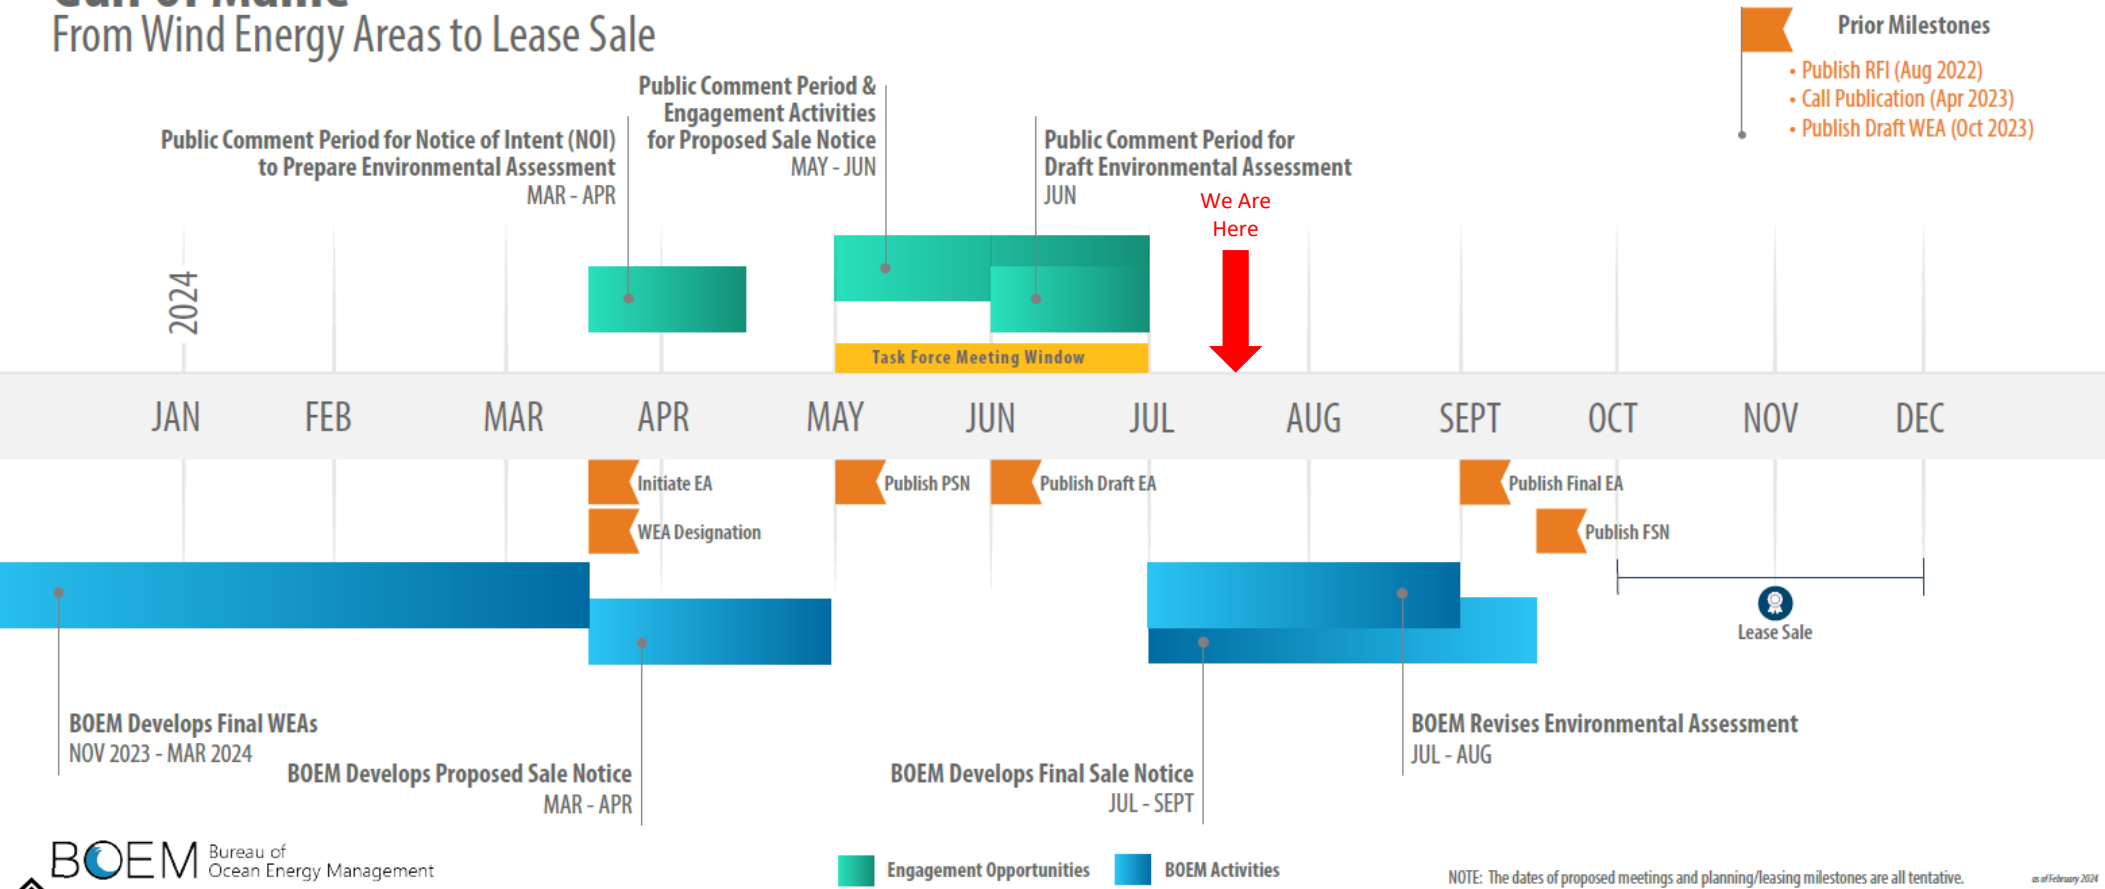 Gulf of Maine
From Wind Energy Areas to Lease Sale
Prior Milestones
• Publish RFI (Aug 2022)
• Call Publication (Apr 2023)
• Publish Draft WEA (Oct 2023)
Public Comment Period for Notice of Intent (NOI)
to Prepare Environmental Assessment
MAR - APR
Public Comment Period &
Engagement Activities
for Proposed Sale Notice
MAY - JUN
Public Comment Period for
Draft Environmental Assessment
JUN
We Are
Here
2024
Task Force Meeting Window
JAN FEB MAR APR MAY JUN JUL AUG SEPT OCT NOV DEC
Initiate EA
WEA Designation
Publish PSN
Publish Draft EA
Publish Final EA
Publish FSN
Lease Sale
BOEM Develops Final WEAs
NOV 2023 - MAR 2024
BOEM Develops Proposed Sale Notice
MAR - APR
BOEM Develops Final Sale Notice
JUL - SEPT
BOEM Revises Environmental Assessment
JUL - AUG
BOEM
Bureau of
Ocean Energy Management
Engagement Opportunities
BOEM Activities
NOTE: The dates of proposed meetings and planning/leasing milestones are all tentative.
as of February 2024